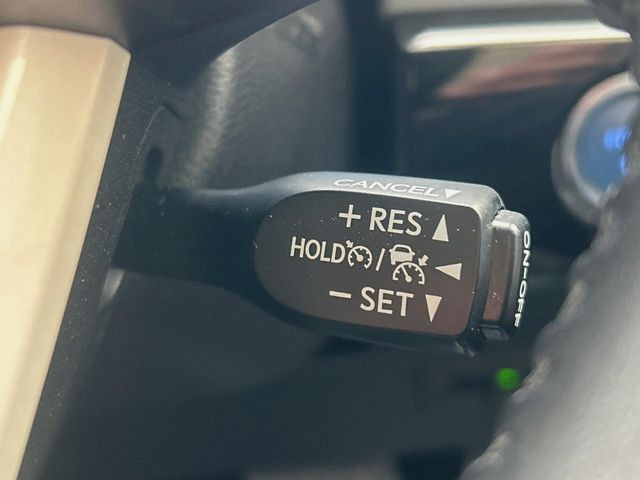 CANCEL▼
+ RES ▲
HOLD / ◀
− SET ▼
ON-OFF